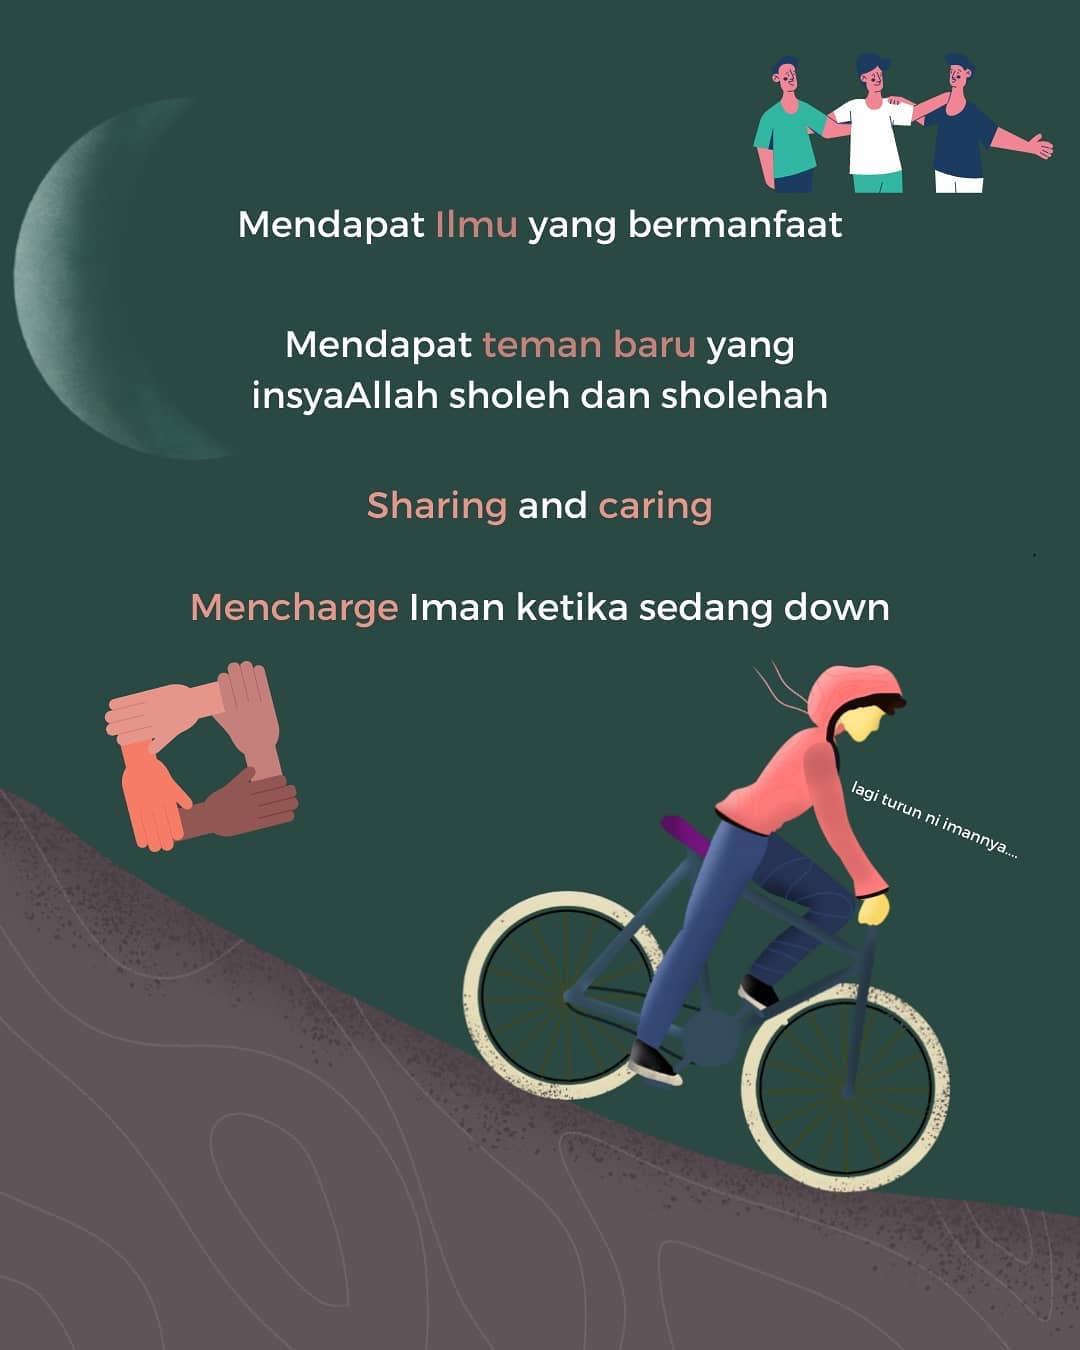 Mendapat Ilmu yang bermanfaat
Mendapat teman baru yang
insyaAllah sholeh dan sholehah
Sharing and caring
Mencharge Iman ketika sedang down
lagi turun ni imannya....